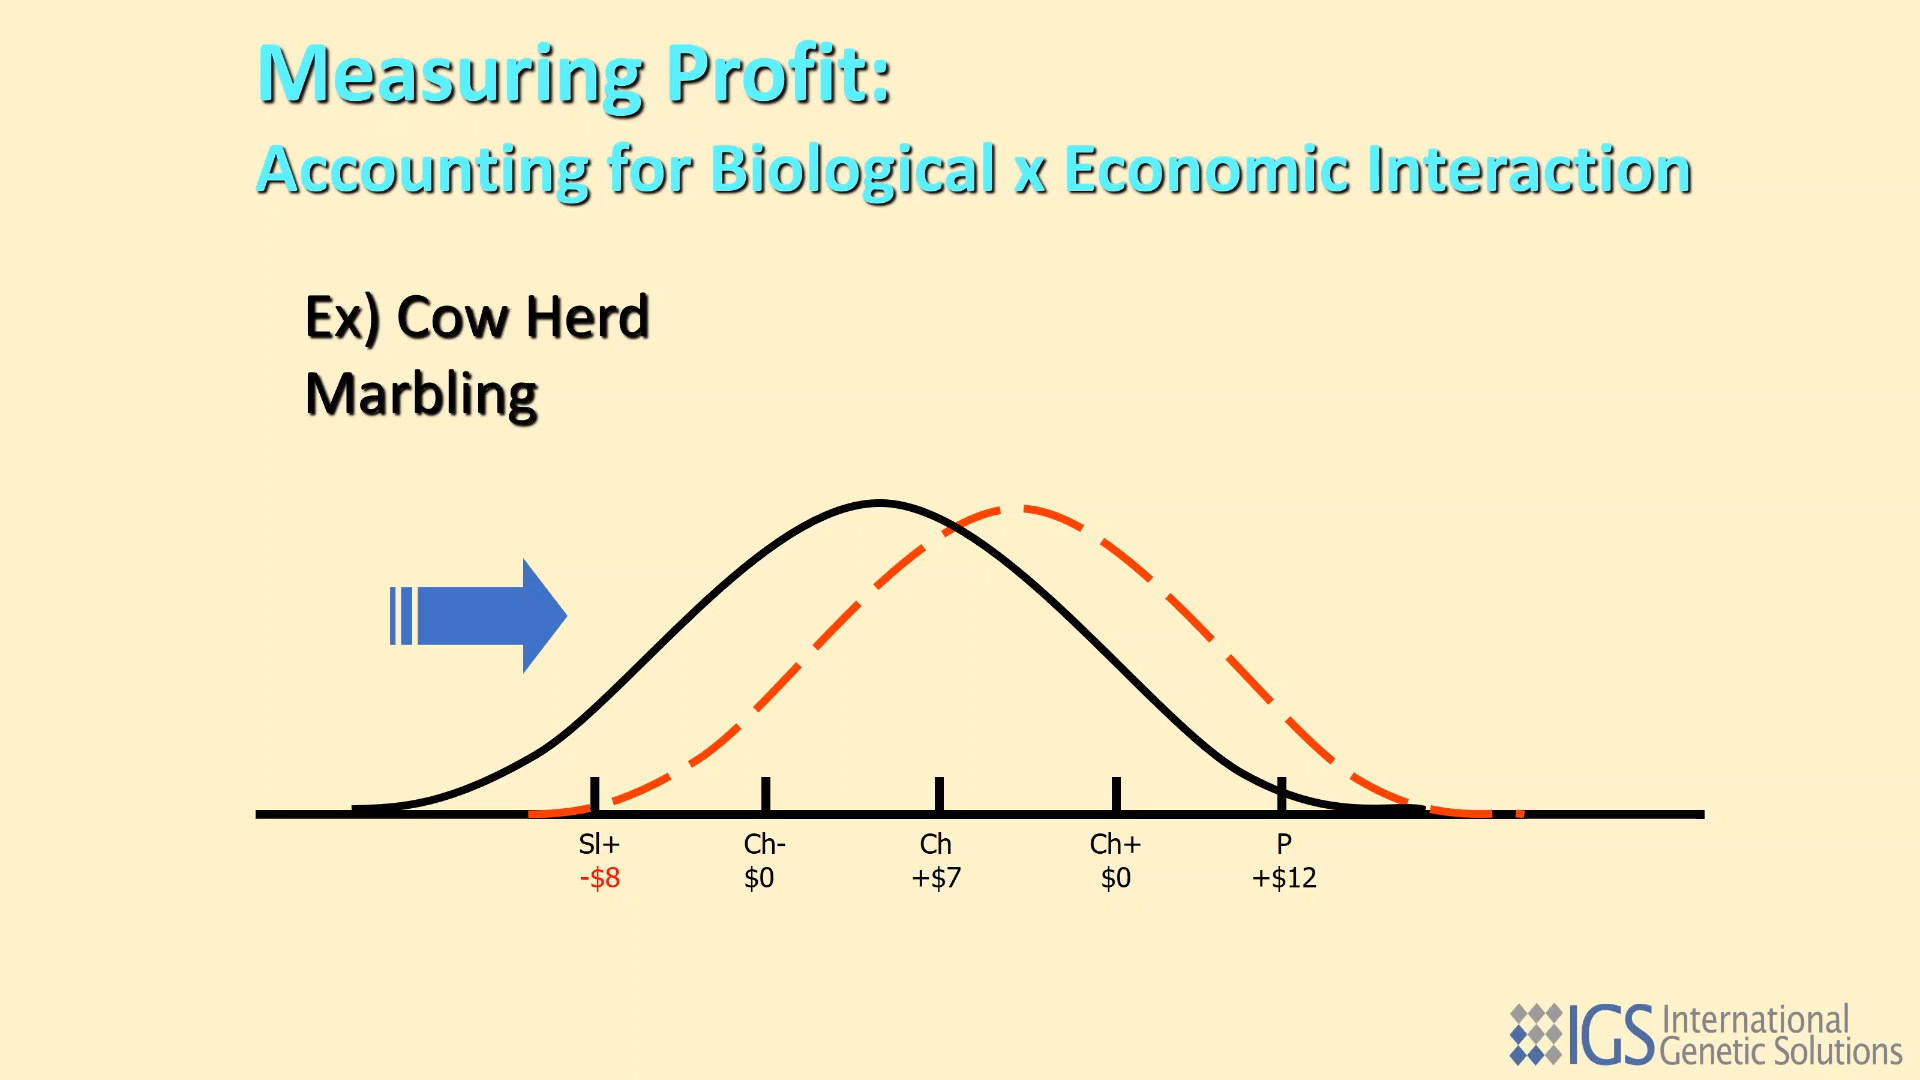 Measuring Profit:
Accounting for Biological x Economic Interaction
Ex) Cow Herd
Marbling
Sl+ Ch- Ch Ch+ P
-$8 $0 +$7 $0 +$12
IGS International
Genetic Solutions